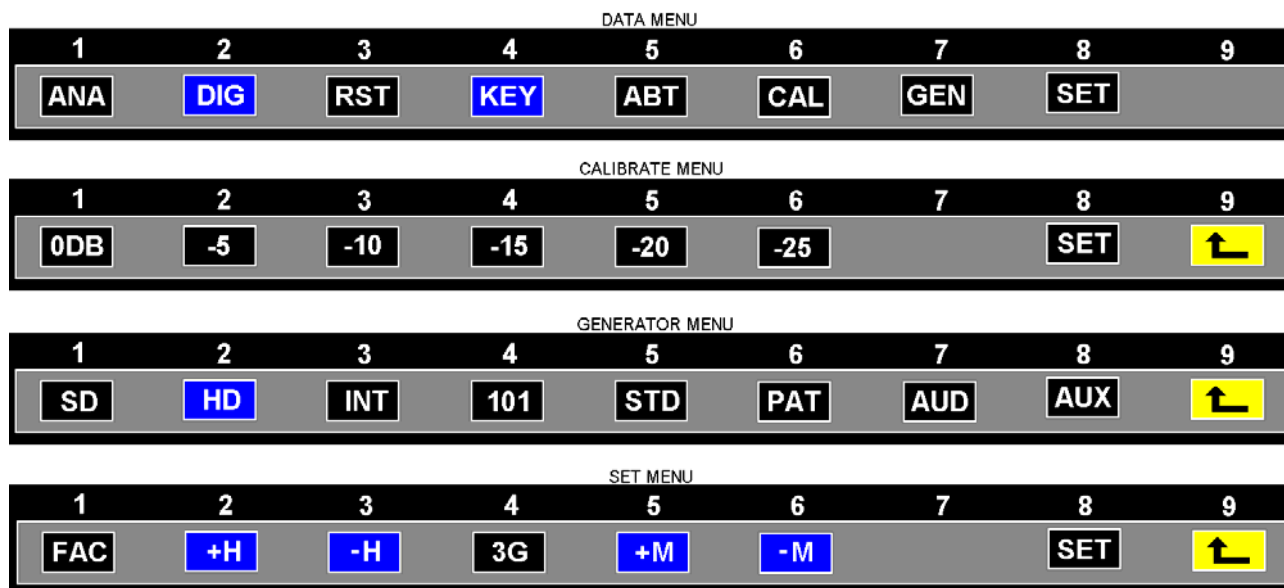 DATA MENU
1 2 3 4 5 6 7 8 9
ANA DIG RST KEY ABT CAL GEN SET
CALIBRATE MENU
1 2 3 4 5 6 7 8 9
0DB -5 -10 -15 -20 -25 SET
GENERATOR MENU
1 2 3 4 5 6 7 8 9
SD HD INT 101 STD PAT AUD AUX
SET MENU
1 2 3 4 5 6 7 8 9
FAC +H -H 3G +M -M SET